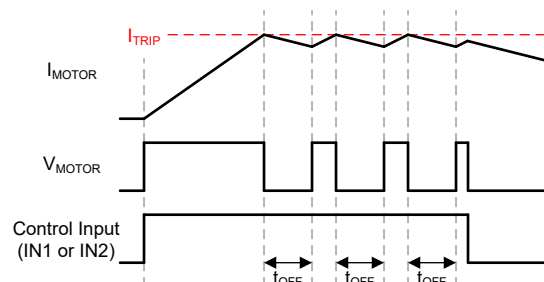 ITRIP
IMOTOR
VMOTOR
Control Input
(IN1 or IN2)
tOFF tOFF tOFF